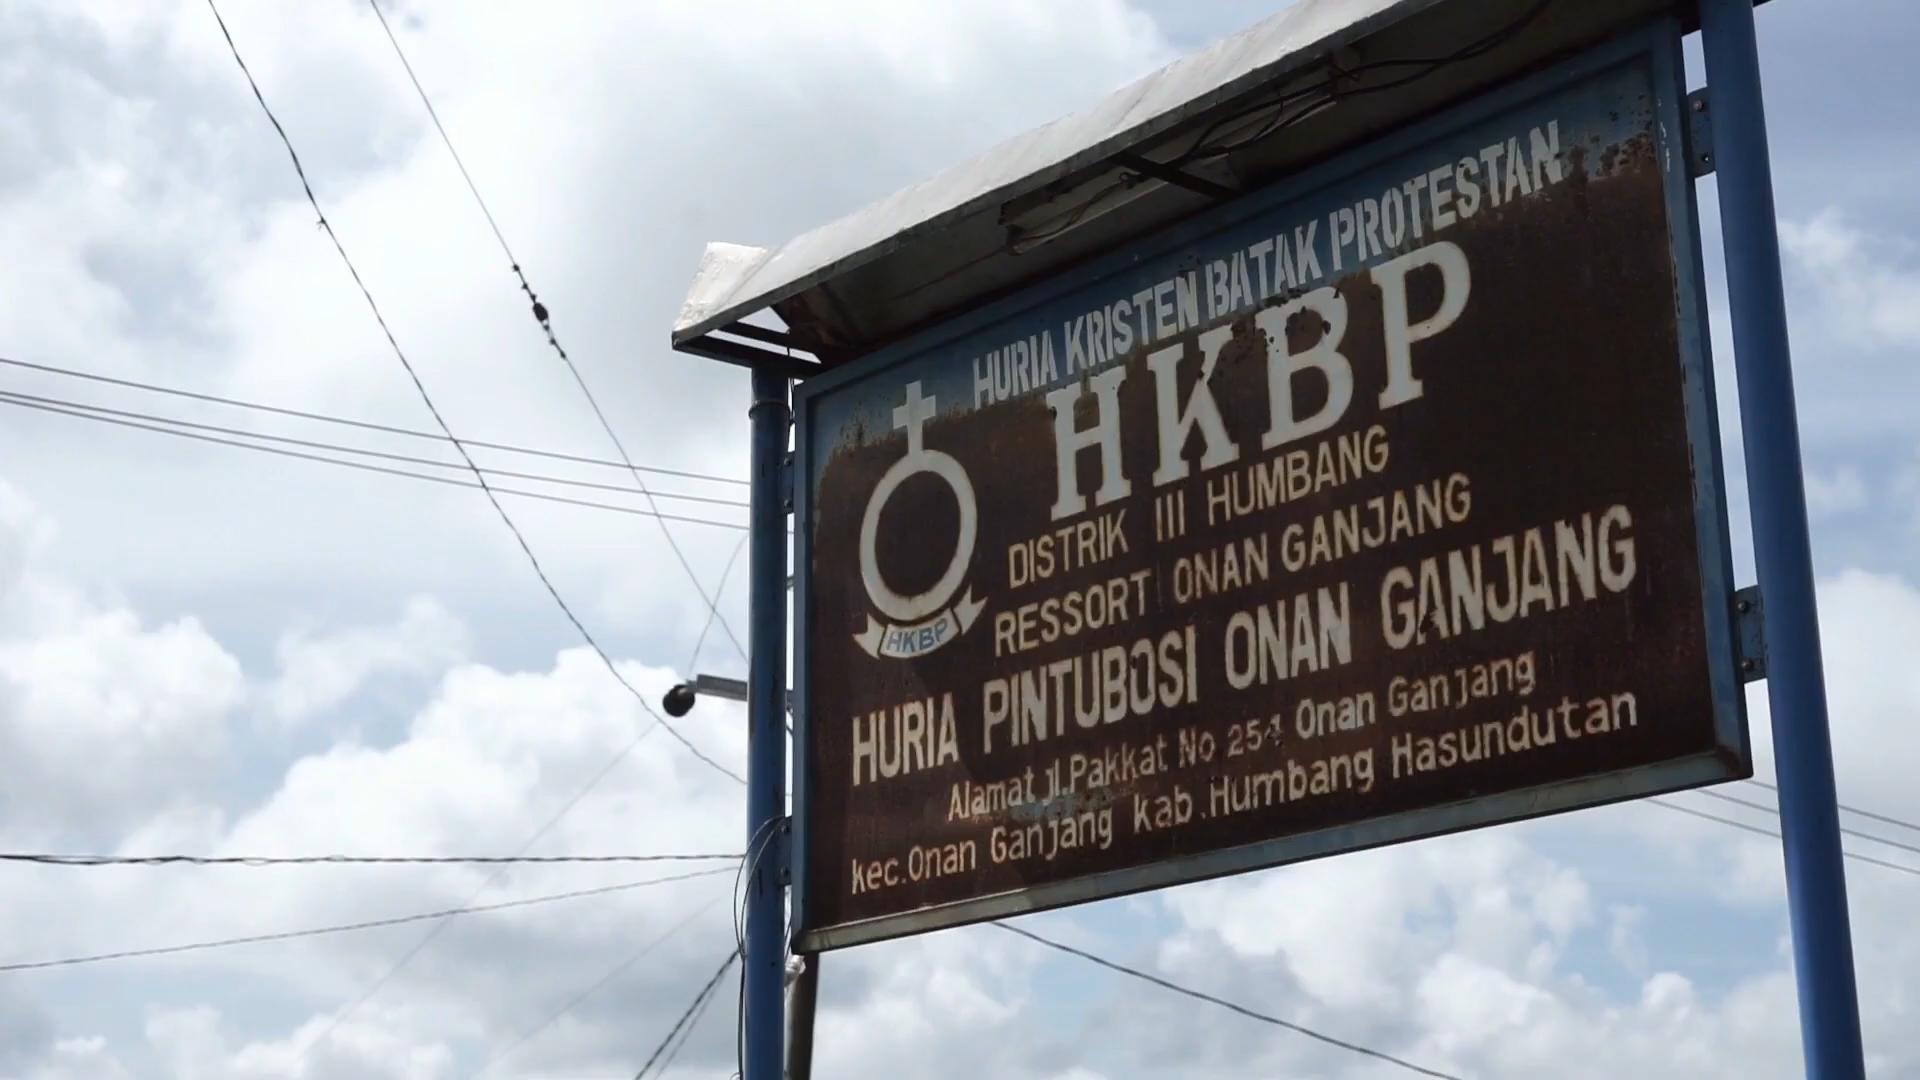 HURIA KRISTEN BATAK PROTESTAN
HKBP
DISTRIK III HUMBANG
RESSORT ONAN GANJANG
HKBP
HURIA PINTUBOSI ONAN GANJANG
Alamat jl.Pakkat No 254 Onan Ganjang
kec.Onan Ganjang kab.Humbang Hasundutan